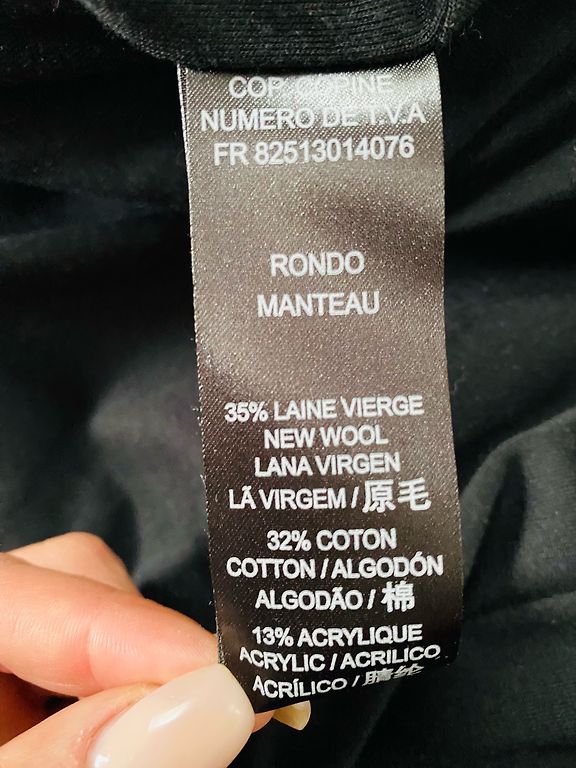 COP COPINE
NUMERO DE T.V.A
FR 82513014076
RONDO
MANTEAU
35% LAINE VIERGE
NEW WOOL
LANA VIRGEN
LÃ VIRGEM / 原毛
32% COTON
COTTON / ALGODÓN
ALGODÃO / 棉
13% ACRYLIQUE
ACRYLIC / ACRILICO
ACRÍLICO /